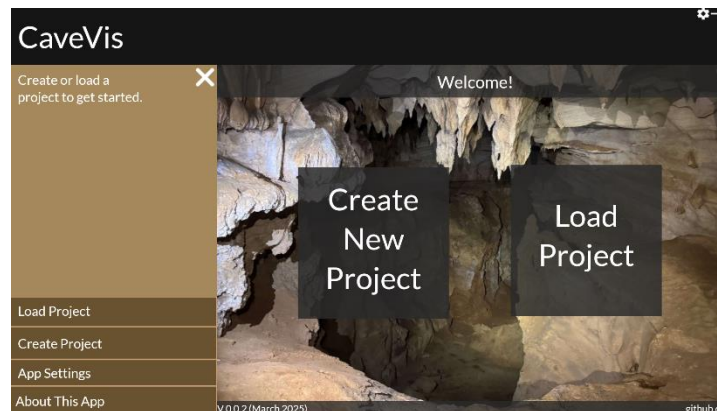 CaveVis
Create or load a
project to get started.
Welcome!
Create
New
Project
Load
Project
Load Project
Create Project
App Settings
About This App
V 0.0.2 (March 2025)
github